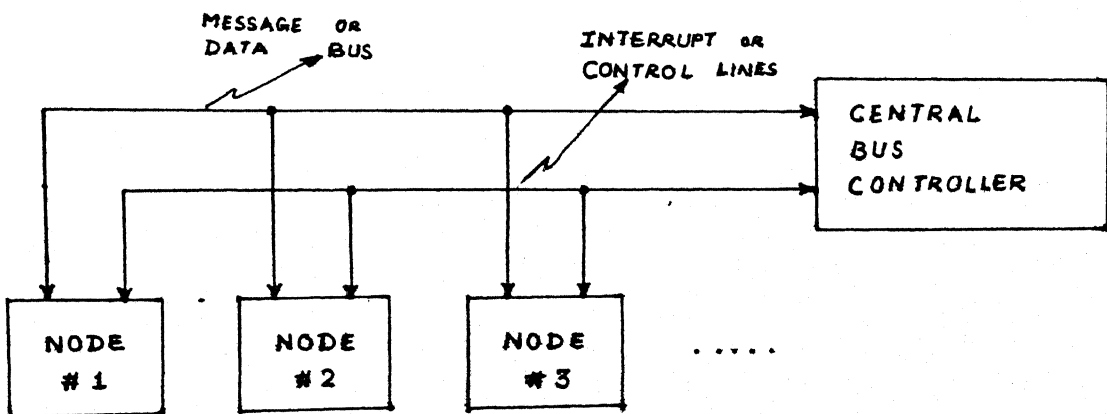 MESSAGE OR
DATA BUS
INTERRUPT OR
CONTROL LINES
CENTRAL
BUS
CONTROLLER
NODE
#1
NODE
#2
NODE
#3
.....